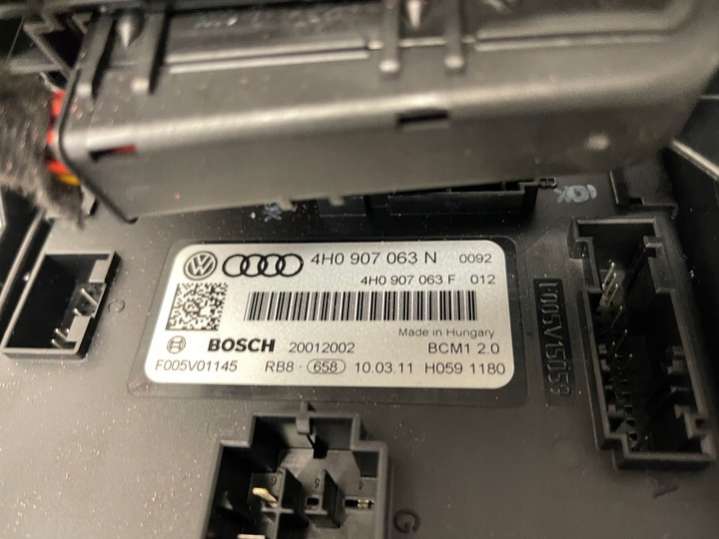 4H0 907 063 N 0092
4H0 907 063 F 012
Made in Hungary
BOSCH 20012002 BCM1 2.0
F005V01145 RB8 · 658 10.03.11 H059 1180
F005V15059
B
A
G